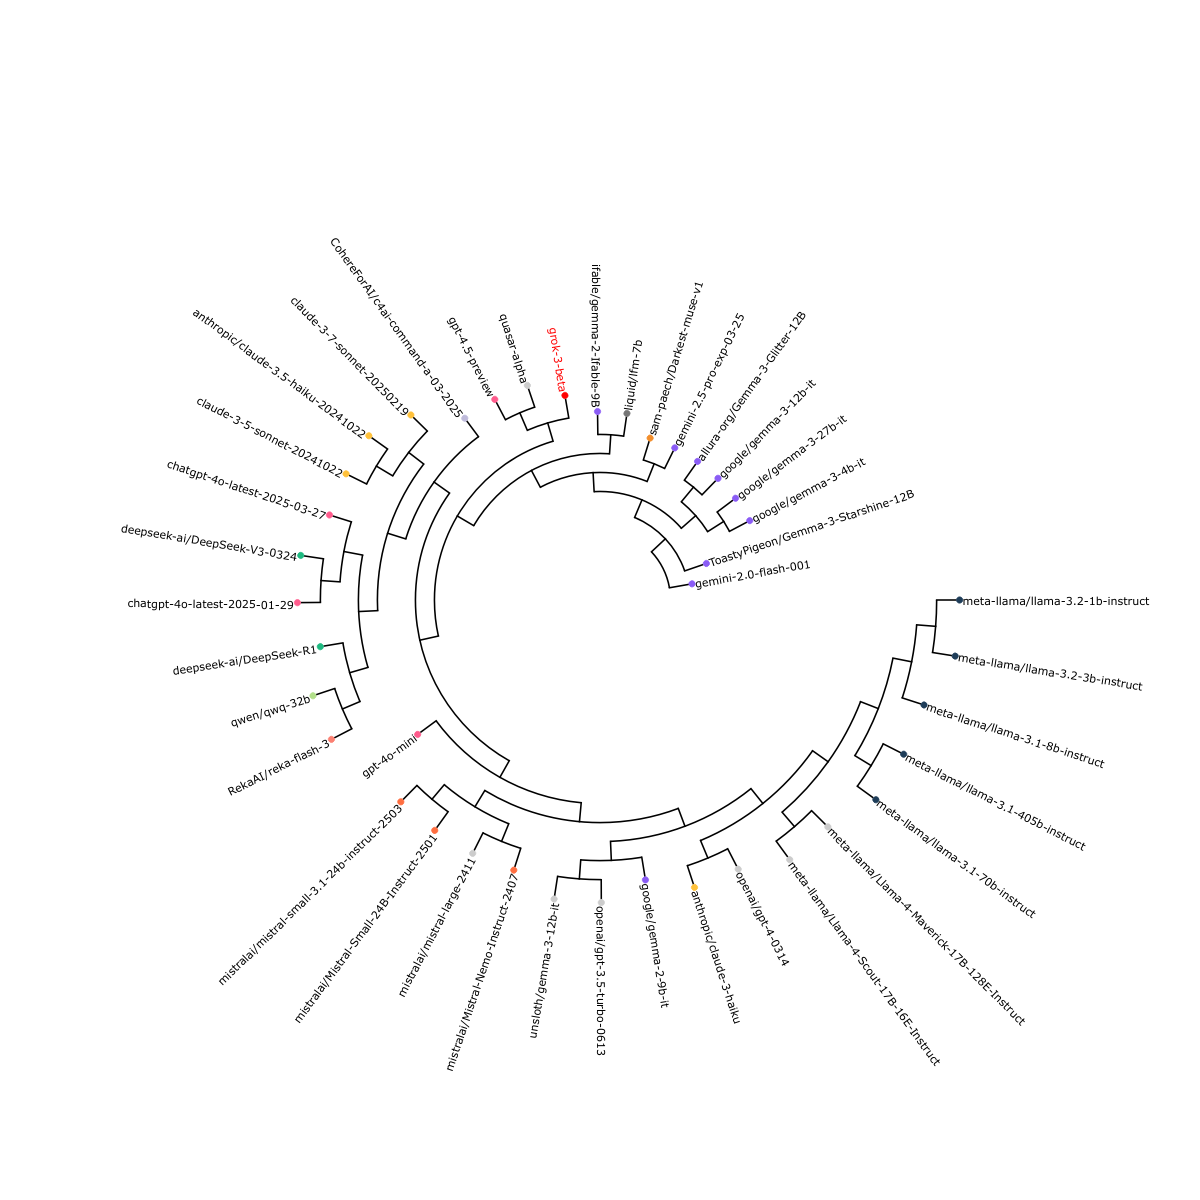 CohereForAI/c4ai-command-a-03-2025
gpt-4.5-preview
quasar-alpha
grok-3-beta
ifable/gemma-2-Ifable-9B
liquid/lfm-7b
sam-paech/Darkest-muse-v1
gemini-2.5-pro-exp-03-25
allura-org/Gemma-3-Glitter-12B
google/gemma-3-12b-it
google/gemma-3-27b-it
google/gemma-3-4b-it
ToastyPigeon/Gemma-3-Starshine-12B
gemini-2.0-flash-001
claude-3-7-sonnet-20250219
anthropic/claude-3.5-haiku-20241022
claude-3-5-sonnet-20241022
chatgpt-4o-latest-2025-03-27
deepseek-ai/DeepSeek-V3-0324
chatgpt-4o-latest-2025-01-29
deepseek-ai/DeepSeek-R1
qwen/qwq-32b
RekaAI/reka-flash-3
gpt-4o-mini
mistralai/mistral-small-3.1-24b-instruct-2503
mistralai/Mistral-Small-24B-Instruct-2501
mistralai/mistral-large-2411
mistralai/Mistral-Nemo-Instruct-2407
unsloth/gemma-3-12b-it
openai/gpt-3.5-turbo-0613
google/gemma-2-9b-it
anthropic/claude-3-haiku
openai/gpt-4-0314
meta-llama/Llama-4-Scout-17B-16E-Instruct
meta-llama/Llama-4-Maverick-17B-128E-Instruct
meta-llama/llama-3.1-70b-instruct
meta-llama/llama-3.1-405b-instruct
meta-llama/llama-3.1-8b-instruct
meta-llama/llama-3.2-3b-instruct
meta-llama/llama-3.2-1b-instruct